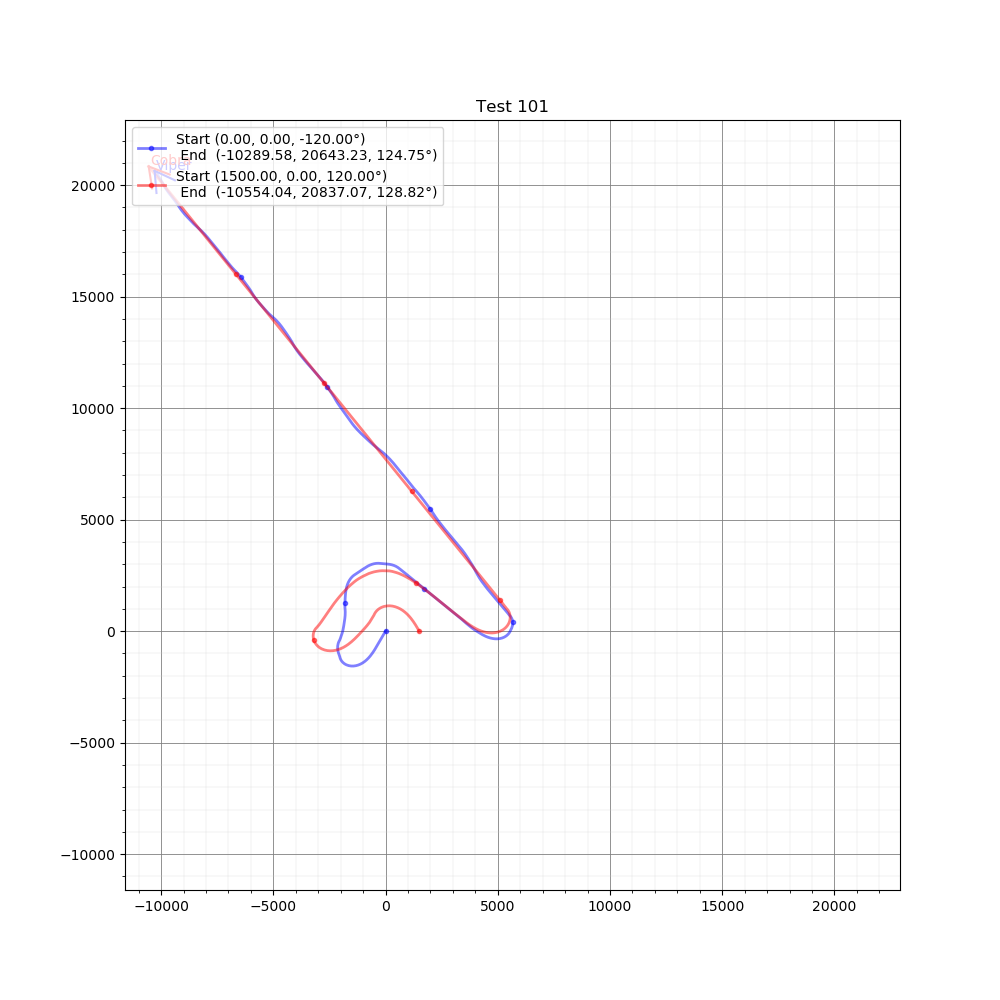 Test 101
Start (0.00, 0.00, -120.00°)
End (-10289.58, 20643.23, 124.75°)
Start (1500.00, 0.00, 120.00°)
End (-10554.04, 20837.07, 128.82°)
Viper
20000
15000
10000
5000
0
−5000
−10000
−10000 −5000 0 5000 10000 15000 20000